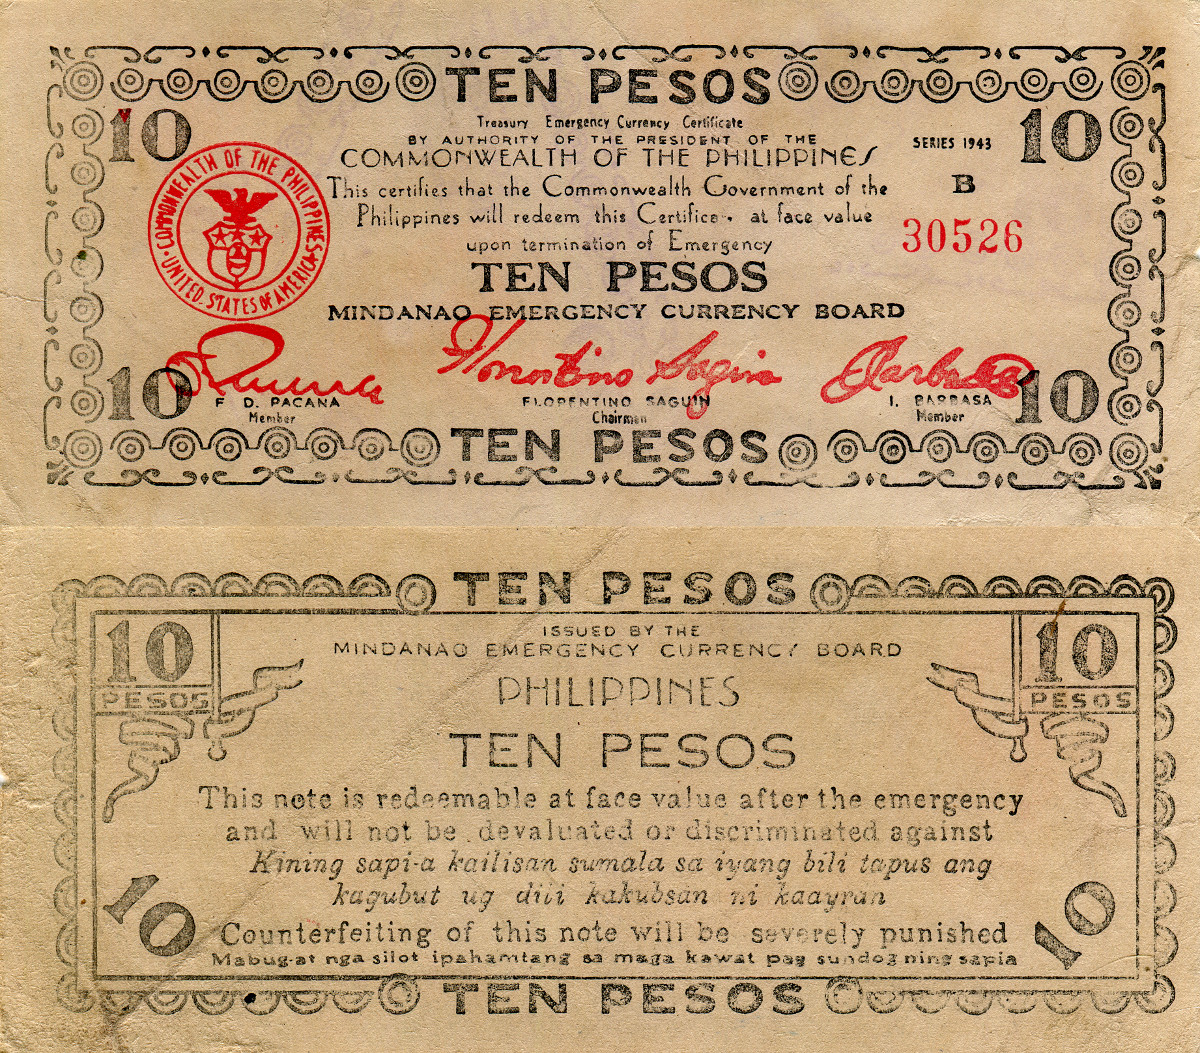 TEN PESOS
Treasury Emergency Currency Certificate
BY AUTHORITY OF THE PRESIDENT OF THE
COMMONWEALTH OF THE PHILIPPINES
SERIES 1943
10
10
COMMONWEALTH OF THE PHILIPPINES
UNITED STATES OF AMERICA
This certifies that the Commonwealth Government of the
Philippines will redeem this at face value
upon termination of Emergency
B
30526
TEN PESOS
MINDANAO EMERGENCY CURRENCY BOARD
Florentino Saguin
10
F. D. PACANA
Member
FLORENTINO SAGUIN
Chairman
I. BARBASA
Member
10
TEN PESOS
TEN PESOS
10
PESOS
ISSUED BY THE
MINDANAO EMERGENCY CURRENCY BOARD
10
PESOS
PHILIPPINES
TEN PESOS
This note is redeemable at face value after the emergency
and will not be devaluated or discriminated against
Kining sapi-a kailisan sumala sa iyang bili tapus ang
kagubut ug dili kakubsan ni kaayran
10
Counterfeiting of this note will be severely punished
10
Mabug-at nga silot ipahamtang sa maga kawat pag sundog ning sapia
TEN PESOS